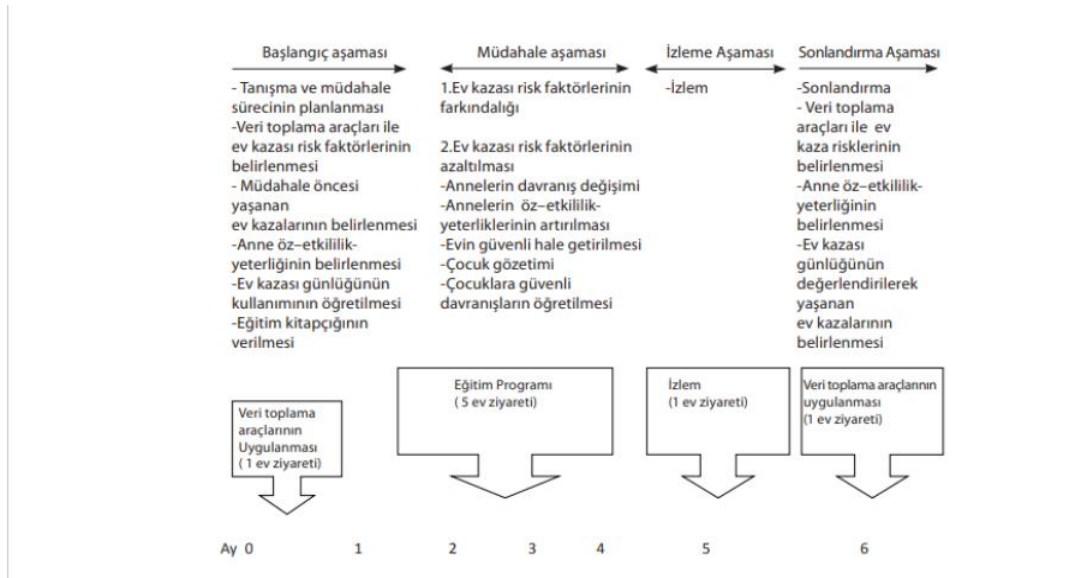 Başlangıç aşaması
- Tanışma ve müdahale
sürecinin planlanması
-Veri toplama araçları ile
ev kazası risk faktörlerinin
belirlenmesi
- Müdahale öncesi
yaşanan
ev kazalarının belirlenmesi
-Anne öz–etkililik-
yeterliğinin belirlenmesi
-Ev kazası günlüğünün
kullanımının öğretilmesi
-Eğitim kitapçığının
verilmesi
Müdahale aşaması
1.Ev kazası risk faktörlerinin
farkındalığı
2.Ev kazası risk faktörlerinin
azaltılması
-Annelerin davranış değişimi
-Annelerin öz–etkililik-
yeterliklerinin artırılması
-Evin güvenli hale getirilmesi
-Çocuk gözetimi
-Çocuklara güvenli
davranışların öğretilmesi
İzleme Aşaması
-İzlem
Sonlandırma Aşaması
-Sonlandırma
- Veri toplama
araçları ile ev
kaza risklerinin
belirlenmesi
-Anne öz-etkililik-
yeterliğinin
belirlenmesi
-Ev kazası
günlüğünün
değerlendirilerek
yaşanan
ev kazalarının
belirlenmesi
Veri toplama
araçlarının
Uygulanması
( 1 ev ziyareti)
Eğitim Programı
( 5 ev ziyareti)
İzlem
(1 ev ziyareti)
Veri toplama araçlarının
uygulanması
(1 ev ziyareti)
Ay 0 1 2 3 4 5 6